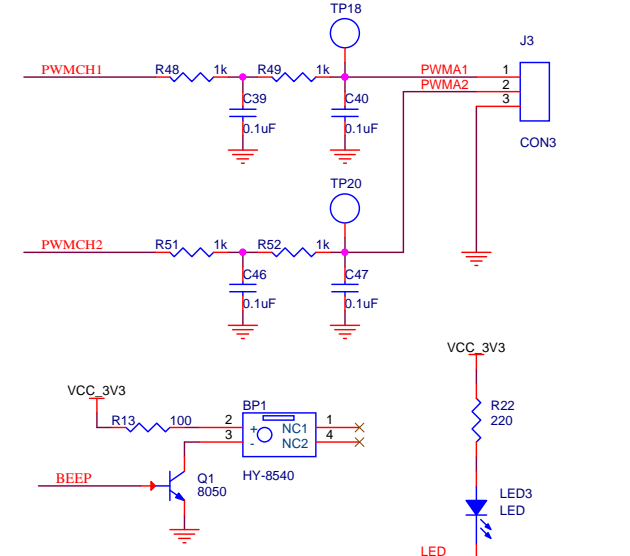 TP18
J3
PWMCH1
R48
1k
R49
1k
PWMA1
1
PWMA2
2
3
C39
C40
0.1uF
0.1uF
CON3
TP20
PWMCH2
R51
1k
R52
1k
C46
C47
0.1uF
0.1uF
VCC_3V3
VCC_3V3
R13
100
BP1
2
+
NC1
1
3
-
NC2
4
R22
220
BEEP
Q1
8050
HY-8540
LED3
LED
LED